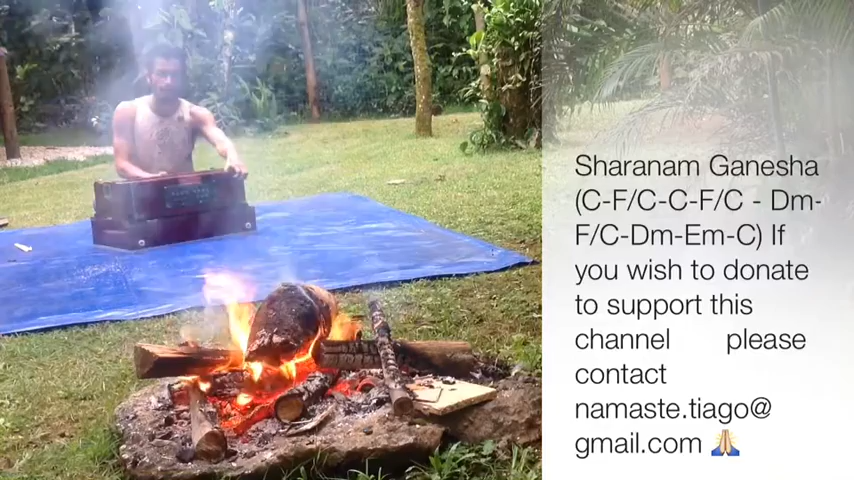 Sharanam Ganesha
(C-F/C-C-F/C - Dm-
F/C-Dm-Em-C) If
you wish to donate
to support this
channel please
contact
namaste.tiago@
gmail.com 🙏